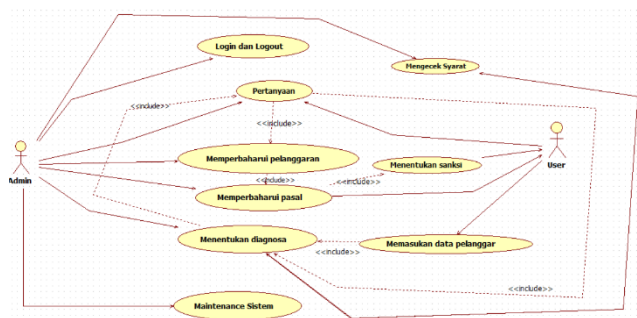 Login dan Logout
Mengecek Syarat
Pertanyaan
<<include>>
<<include>>
Memperbaharui pelanggaran
Menentukan sanksi
<<include>>
<<include>>
Memperbaharui pasal
Admin
User
Menentukan diagnosa
Memasukan data pelanggar
<<include>>
<<include>>
Maintenance Sistem